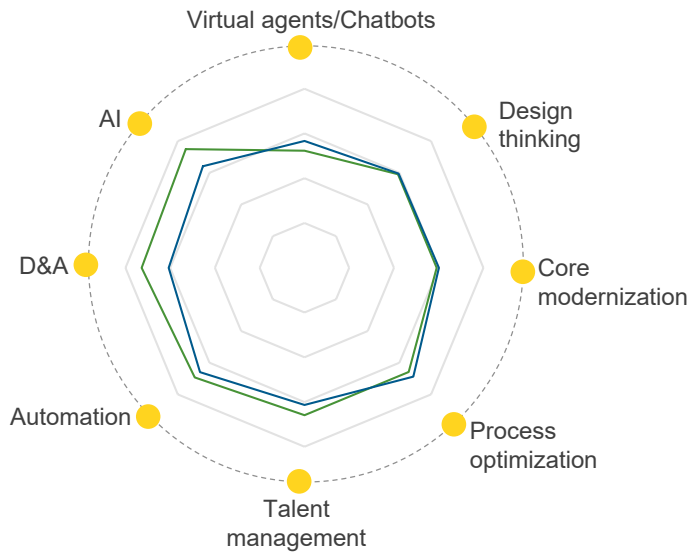 Virtual agents/Chatbots
AI
Design
thinking
D&A
Core
modernization
Automation
Process
optimization
Talent
management